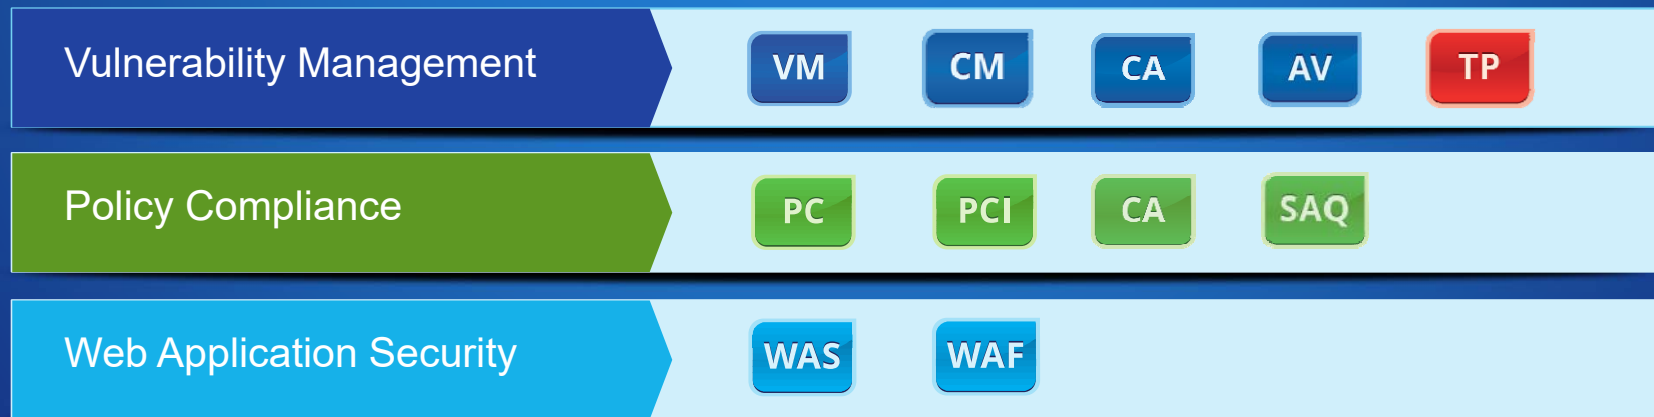 Vulnerability Management VM CM CA AV TP
Policy Compliance PC PCI CA SAQ
Web Application Security WAS WAF